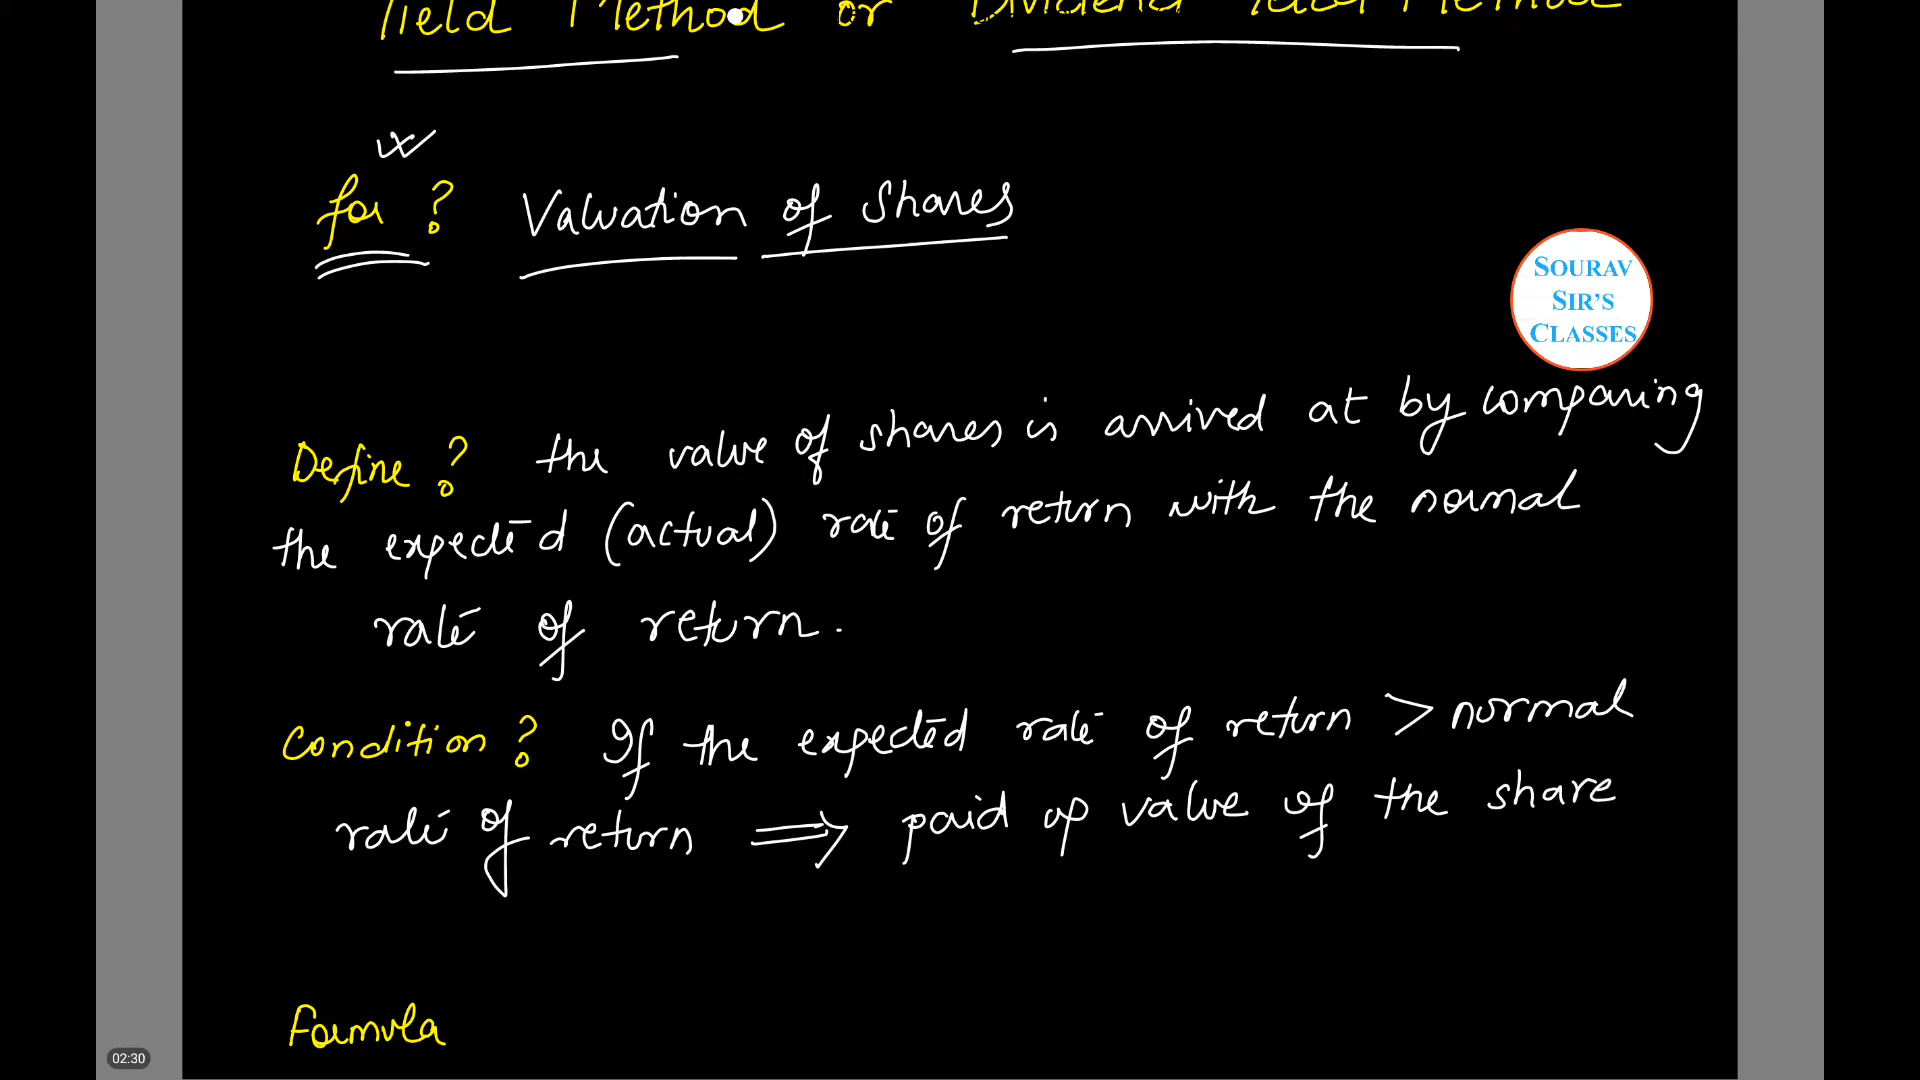 Yield Method or Dividend Yield Method
for ? Valuation of Shares
SOURAV
SIR'S
CLASSES
Define ? the value of shares is arrived at by comparing
the expected (actual) rate of return with the normal
rate of return.
Condition ? If the expected rate of return > normal
rate of return ⟹ paid up value of the share
Formula
02:30